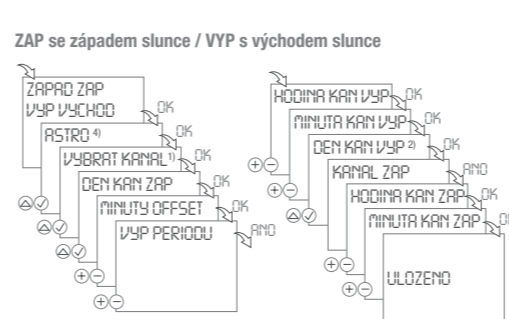 ZAP se západem slunce / VYP s východem slunce
ZAPAD ZAP
VYP VYCHOD
OK
ASTRO 4)
OK
VYBRAT KANAL 1)
OK
DEN KAN ZAP
OK
MINUTY OFFSET
OK
VYP PERIODU
ANO
HODINA KAN VYP
OK
MINUTA KAN VYP
OK
DEN KAN VYP 2)
OK
KANAL ZAP
ANO
HODINA KAN ZAP
OK
MINUTA KAN ZAP
ULOZENO